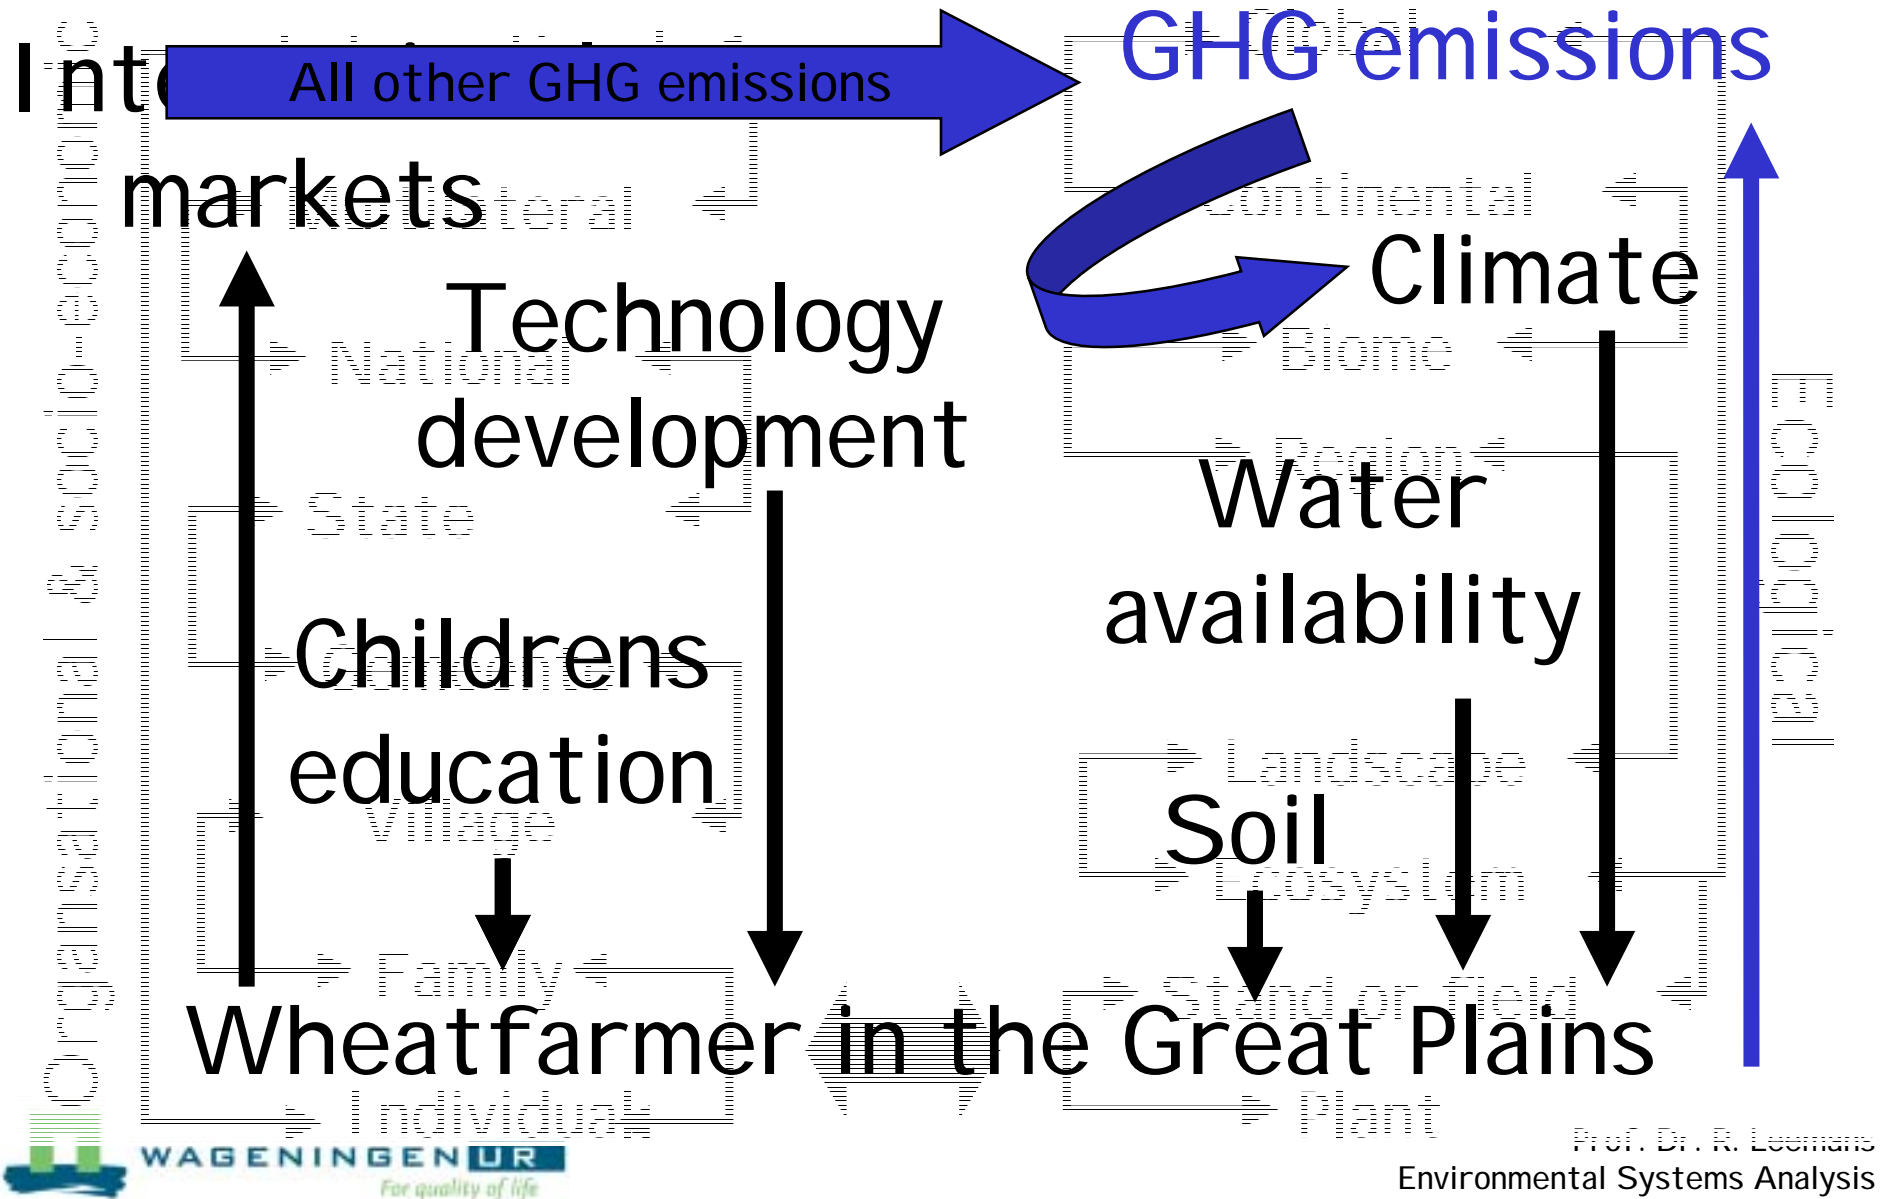 GHG emissions
Global
All other GHG emissions
markets
Multilateral
Continental
Climate
Technology
development
National
Biome
Region
Water
availability
State
Childrens
education
Village
Landscape
Soil
Ecosystem
Family
Stand or field
Wheatfarmer in the Great Plains
Individual
Plant
Organisational & socio-economic
Ecological
WAGENINGEN UR
For quality of life
Prof. Dr. R. Leemans
Environmental Systems Analysis